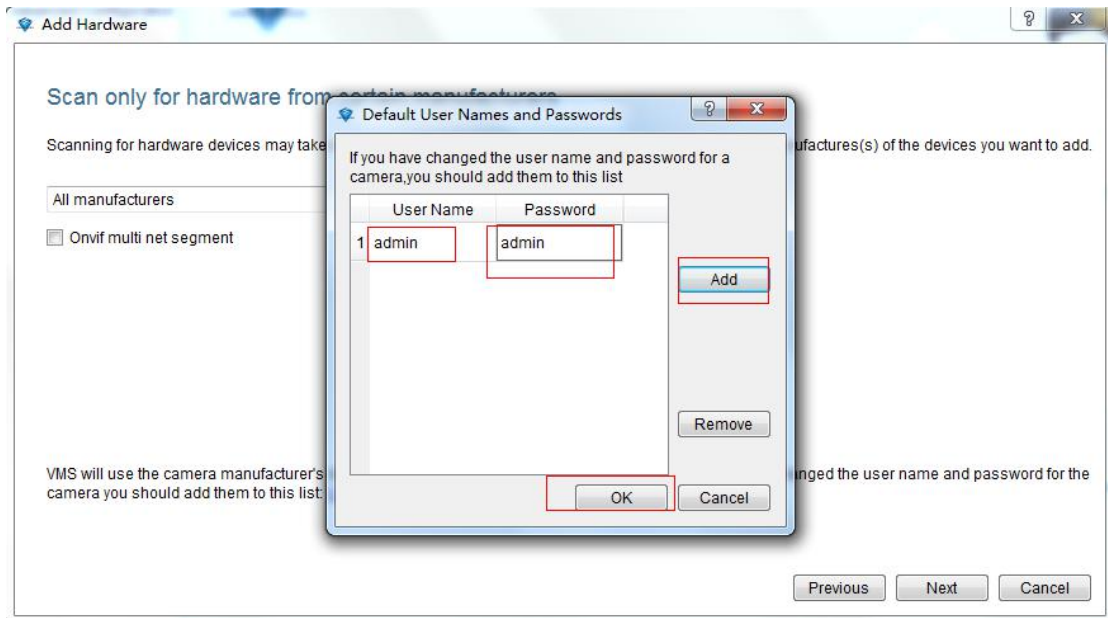 Add Hardware
Scan only for hardware from certain manufacturers
Scanning for hardware devices may take
ufactures(s) of the devices you want to add.
All manufacturers
Onvif multi net segment
Default User Names and Passwords
If you have changed the user name and password for a
camera,you should add them to this list
User Name Password
1 admin admin
Add
Remove
OK Cancel
VMS will use the camera manufacturer's
anged the user name and password for the
camera you should add them to this list:
Previous Next Cancel